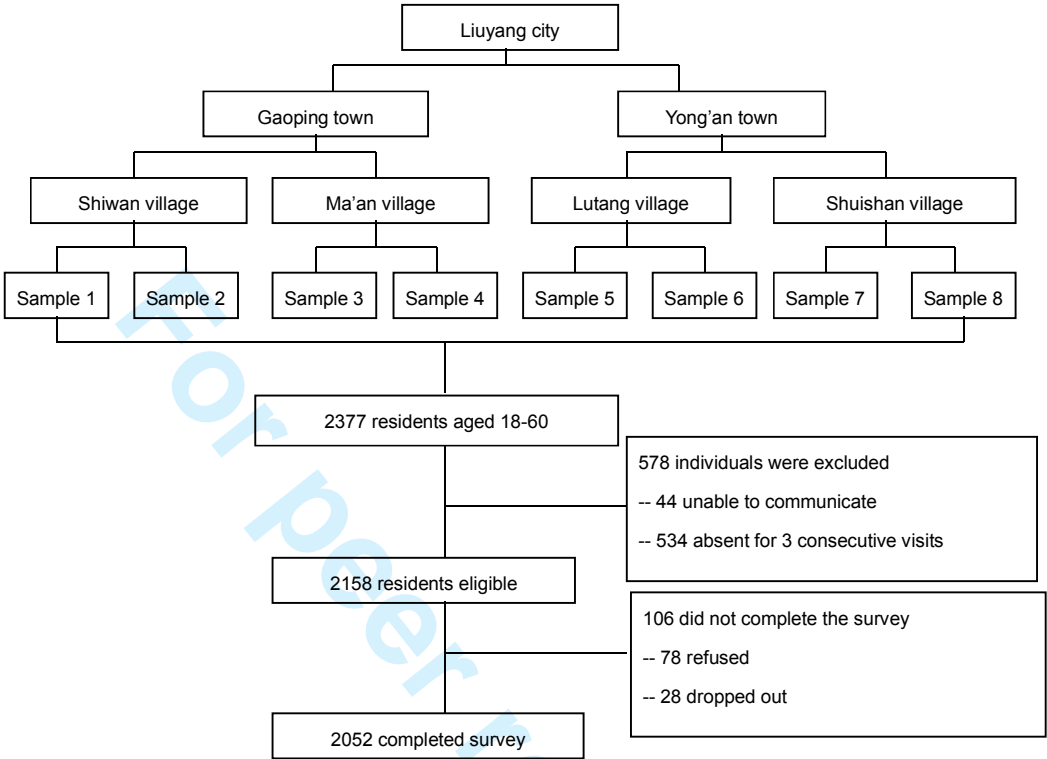 Liuyang city
Gaoping town
Yong’an town
Shiwan village
Ma’an village
Lutang village
Shuishan village
Sample 1
Sample 2
Sample 3
Sample 4
Sample 5
Sample 6
Sample 7
Sample 8
2377 residents aged 18-60
578 individuals were excluded
-- 44 unable to communicate
-- 534 absent for 3 consecutive visits
2158 residents eligible
106 did not complete the survey
-- 78 refused
-- 28 dropped out
2052 completed survey
For peer r